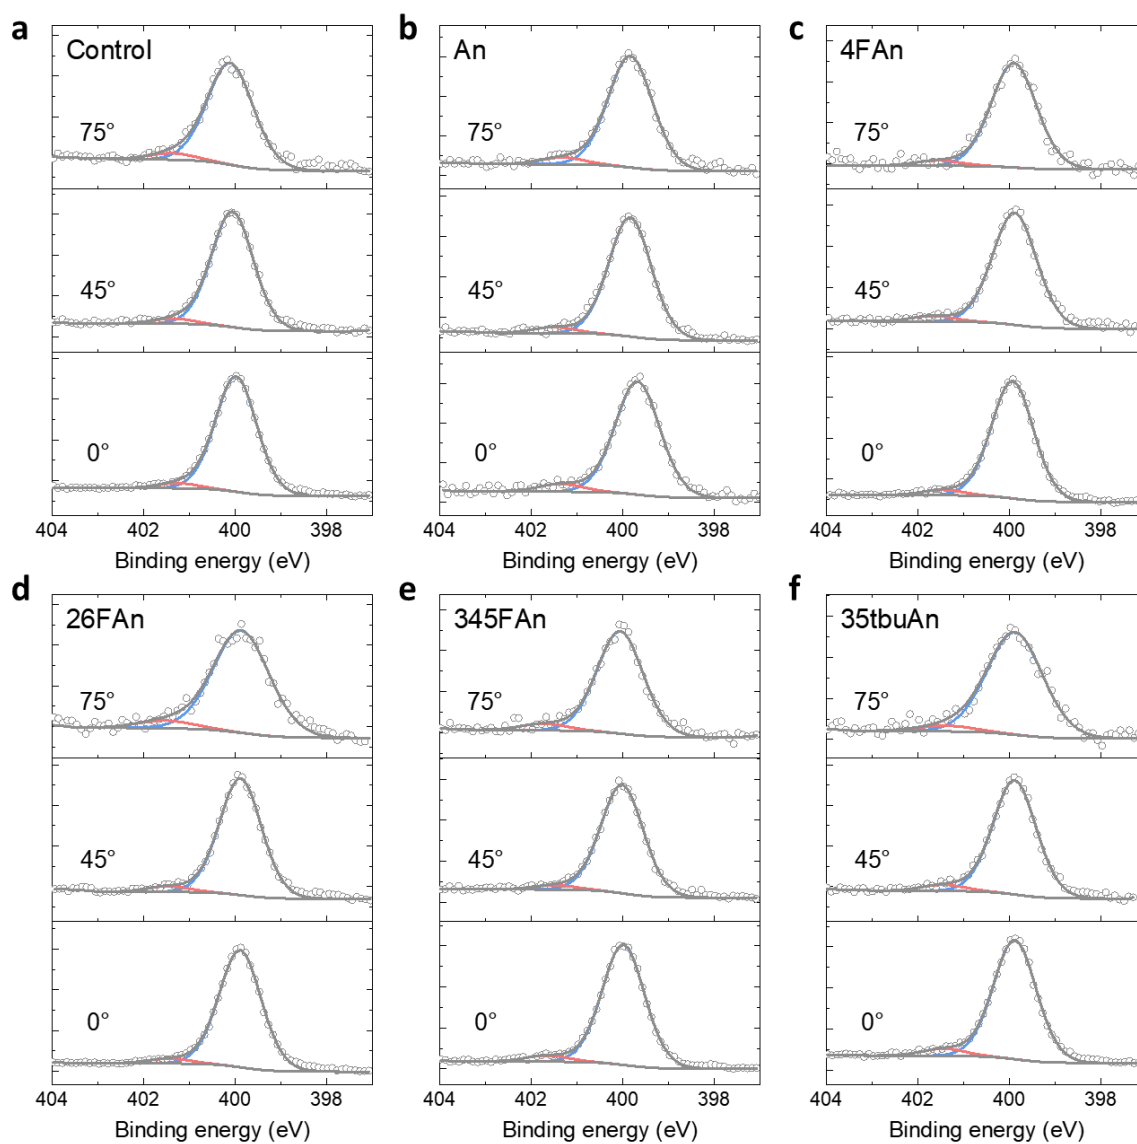 a
Control
75°
45°
0°
404 402 400 398
Binding energy (eV)
b
An
75°
45°
0°
404 402 400 398
Binding energy (eV)
c
4FAn
75°
45°
0°
404 402 400 398
Binding energy (eV)
d
26FAn
75°
45°
0°
404 402 400 398
Binding energy (eV)
e
345FAn
75°
45°
0°
404 402 400 398
Binding energy (eV)
f
35tbuAn
75°
45°
0°
404 402 400 398
Binding energy (eV)